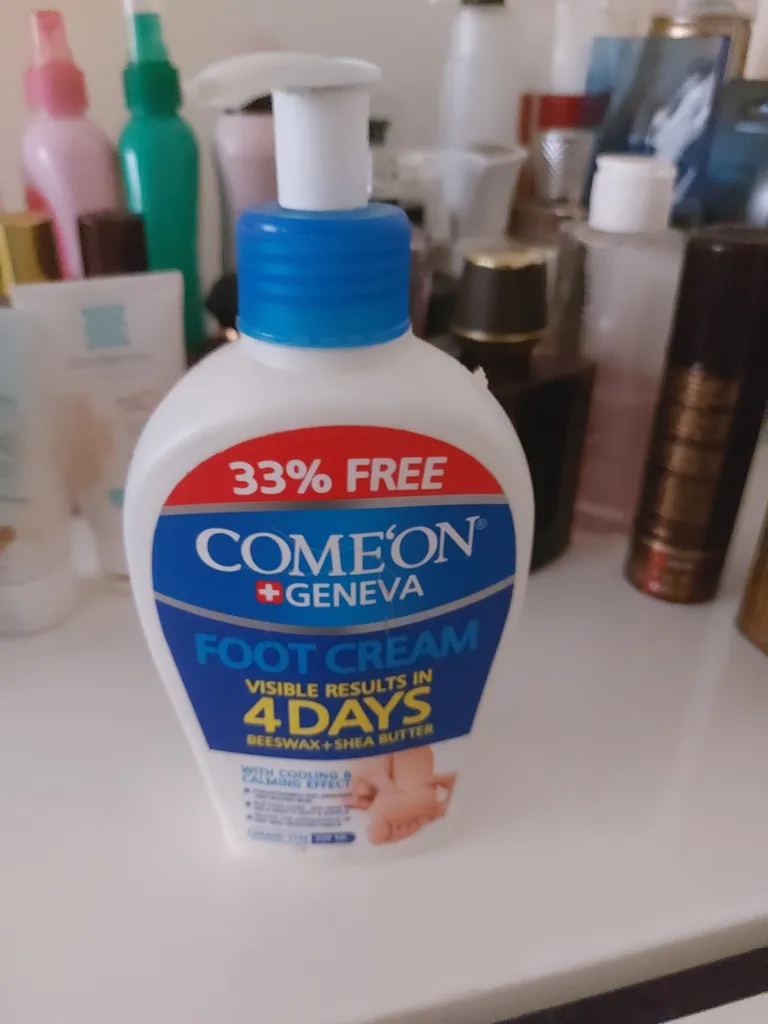 33% FREE
COME'ON®
GENEVA
FOOT CREAM
VISIBLE RESULTS IN
4 DAYS
BEESWAX+SHEA BUTTER
WITH COOLING &
CALMING EFFECT